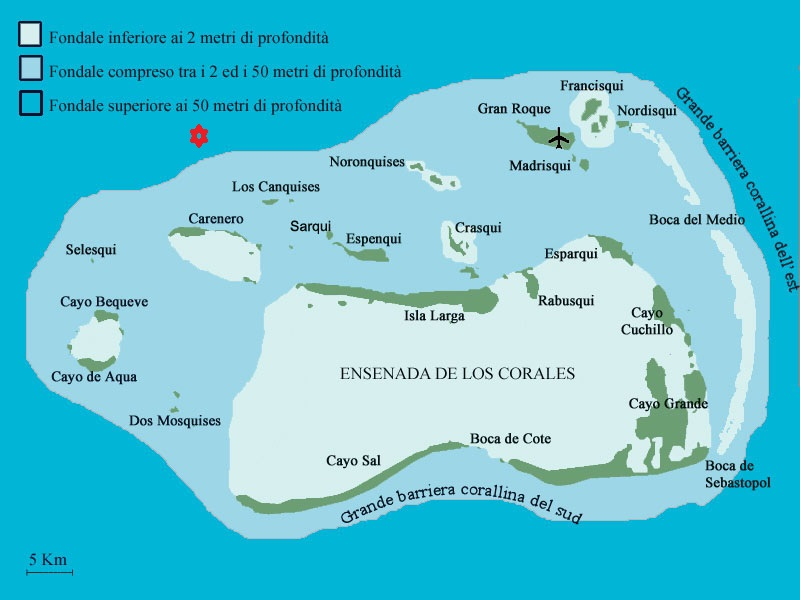 Fondale inferiore ai 2 metri di profondità
Fondale compreso tra i 2 ed i 50 metri di profondità
Fondale superiore ai 50 metri di profondità
Francisqui
Gran Roque
Nordisqui
Grande barriera corallina dell' est
Noronquises
Madrisqui
Los Canquises
Carenero
Boca del Medio
Sarqui
Crasqui
Espenqui
Selesqui
Esparqui
Cayo Bequeve
Rabusqui
Isla Larga
Cayo
Cuchillo
Cayo de Aqua
ENSENADA DE LOS CORALES
Cayo Grande
Dos Mosquises
Boca de Cote
Cayo Sal
Boca de
Sebastopol
Grande barriera corallina del sud
5 Km